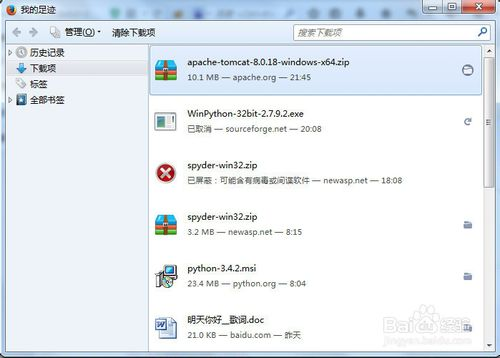 我的足迹
管理(O)
清除下载项
搜索下载项
历史记录
下载项
标签
全部书签
apache-tomcat-8.0.18-windows-x64.zip
10.1 MB — apache.org — 21:45
WinPython-32bit-2.7.9.2.exe
已取消 — sourceforge.net — 20:08
spyder-win32.zip
已屏蔽：可能含有病毒或间谍软件 — newasp.net — 18:08
spyder-win32.zip
3.2 MB — newasp.net — 8:15
python-3.4.2.msi
23.4 MB — python.org — 8:04
明天你好__歌词.doc
21.0 KB — baidu.com — 昨天
Baidu 经验
jingyan.baidu.com